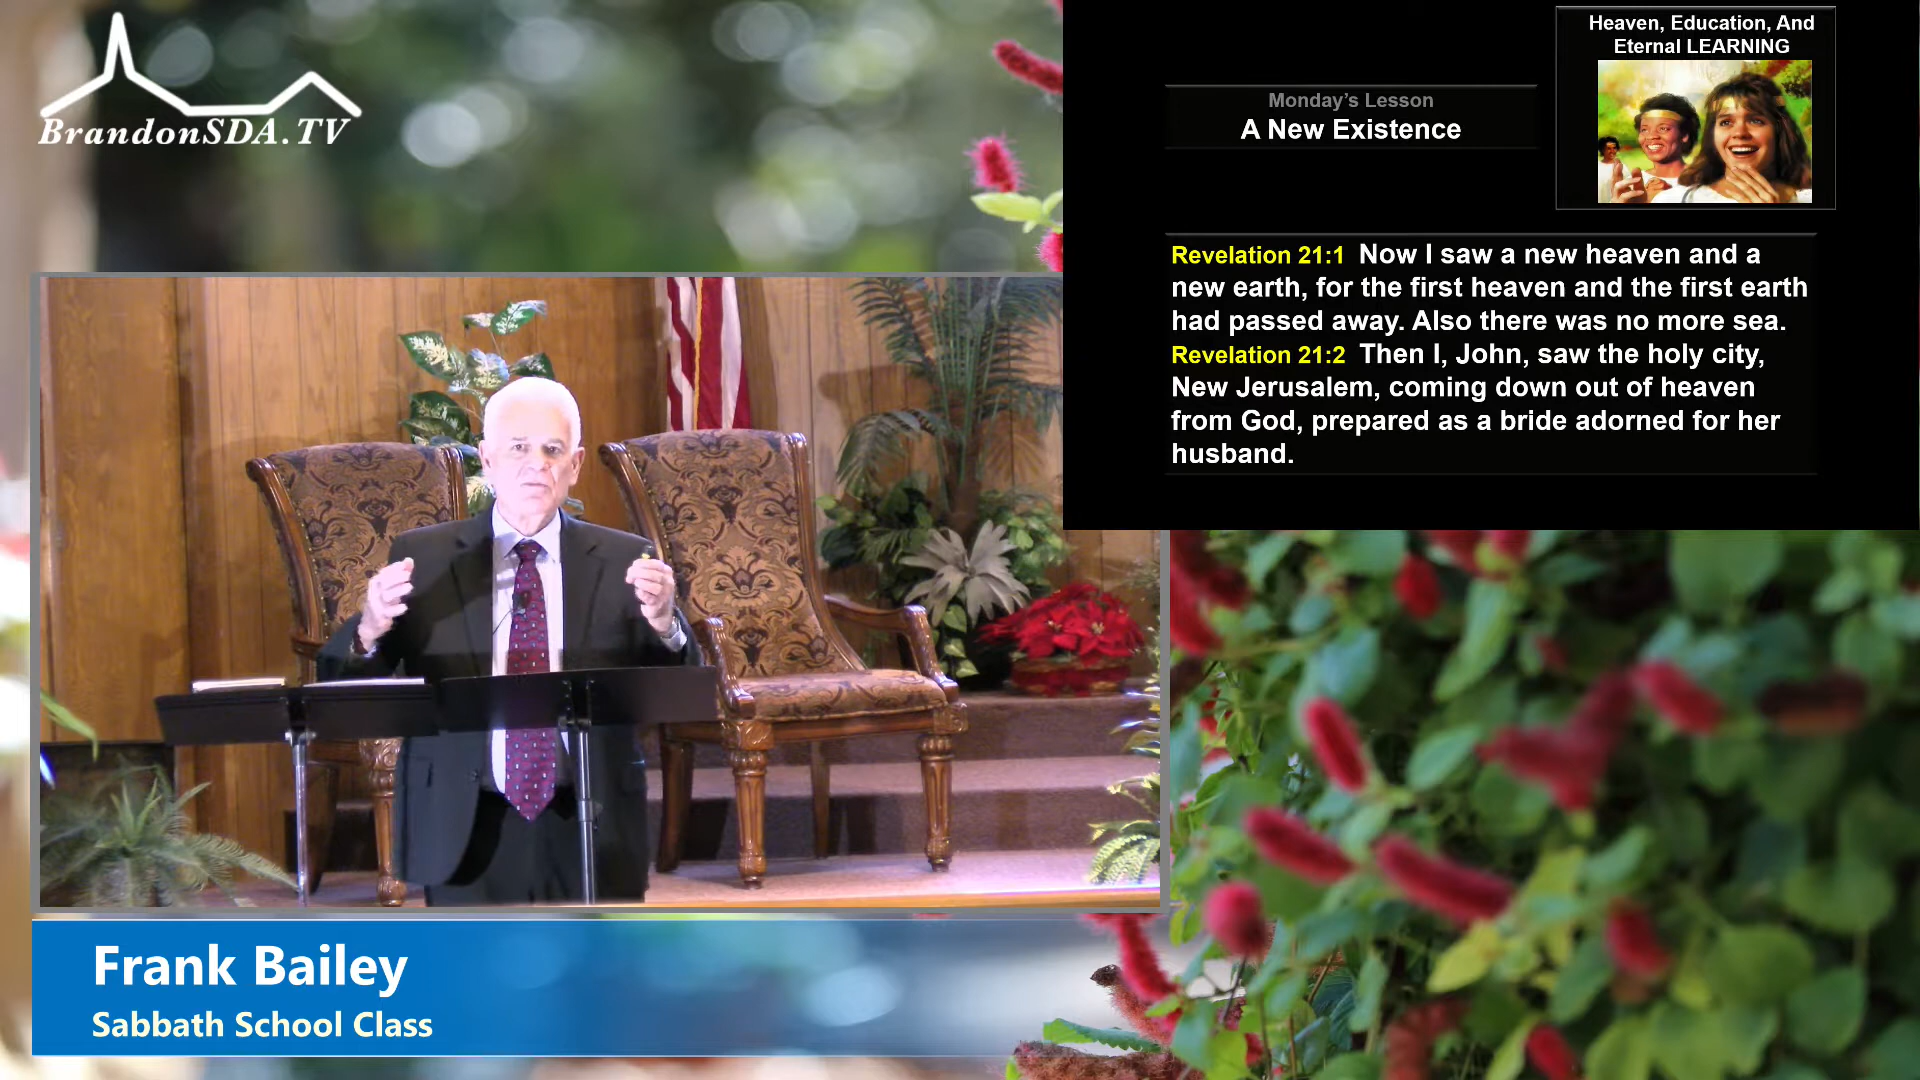 BrandonSDA.TV
Heaven, Education, And
Eternal LEARNING
Monday's Lesson
A New Existence
Revelation 21:1 Now I saw a new heaven and a
new earth, for the first heaven and the first earth
had passed away. Also there was no more sea.
Revelation 21:2 Then I, John, saw the holy city,
New Jerusalem, coming down out of heaven
from God, prepared as a bride adorned for her
husband.
Frank Bailey
Sabbath School Class